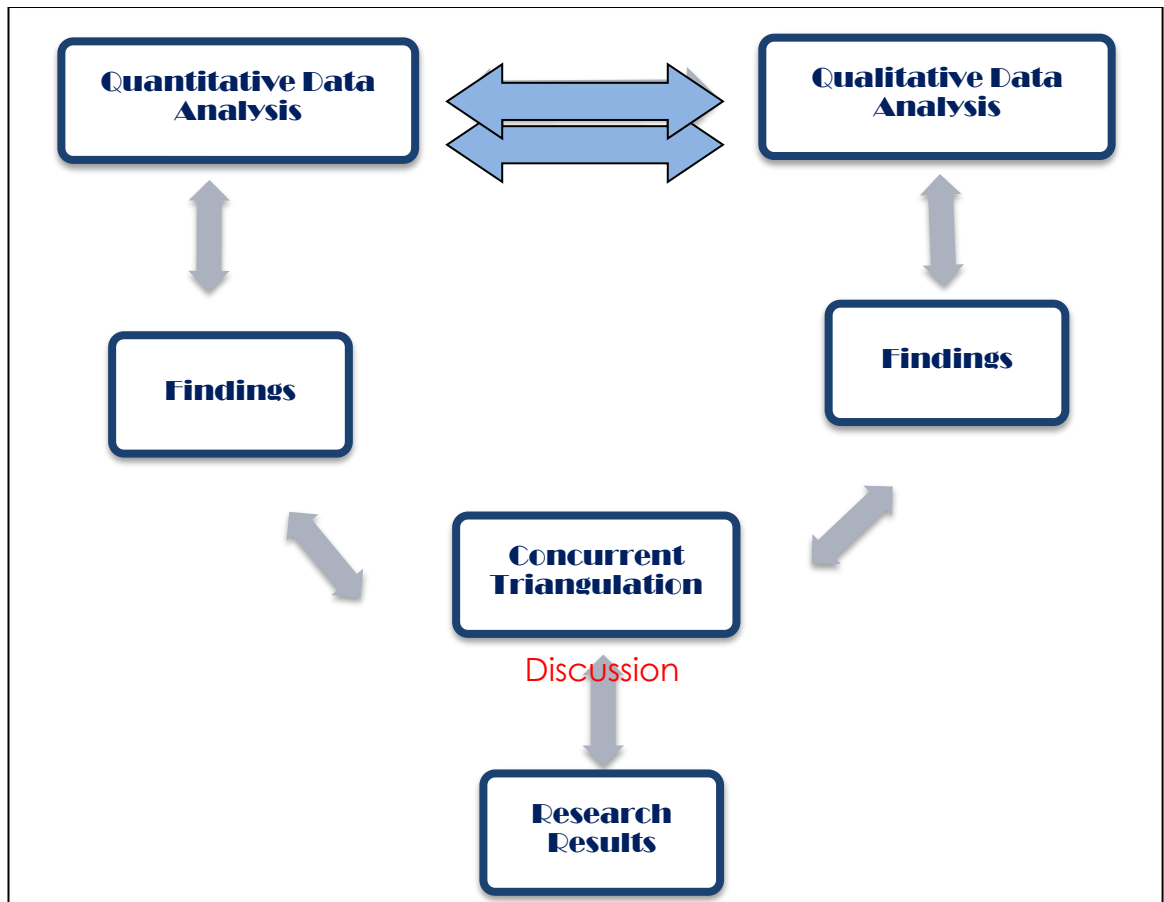 Quantitative Data
Analysis
Qualitative Data
Analysis
Findings
Findings
Concurrent
Triangulation
Discussion
Research
Results